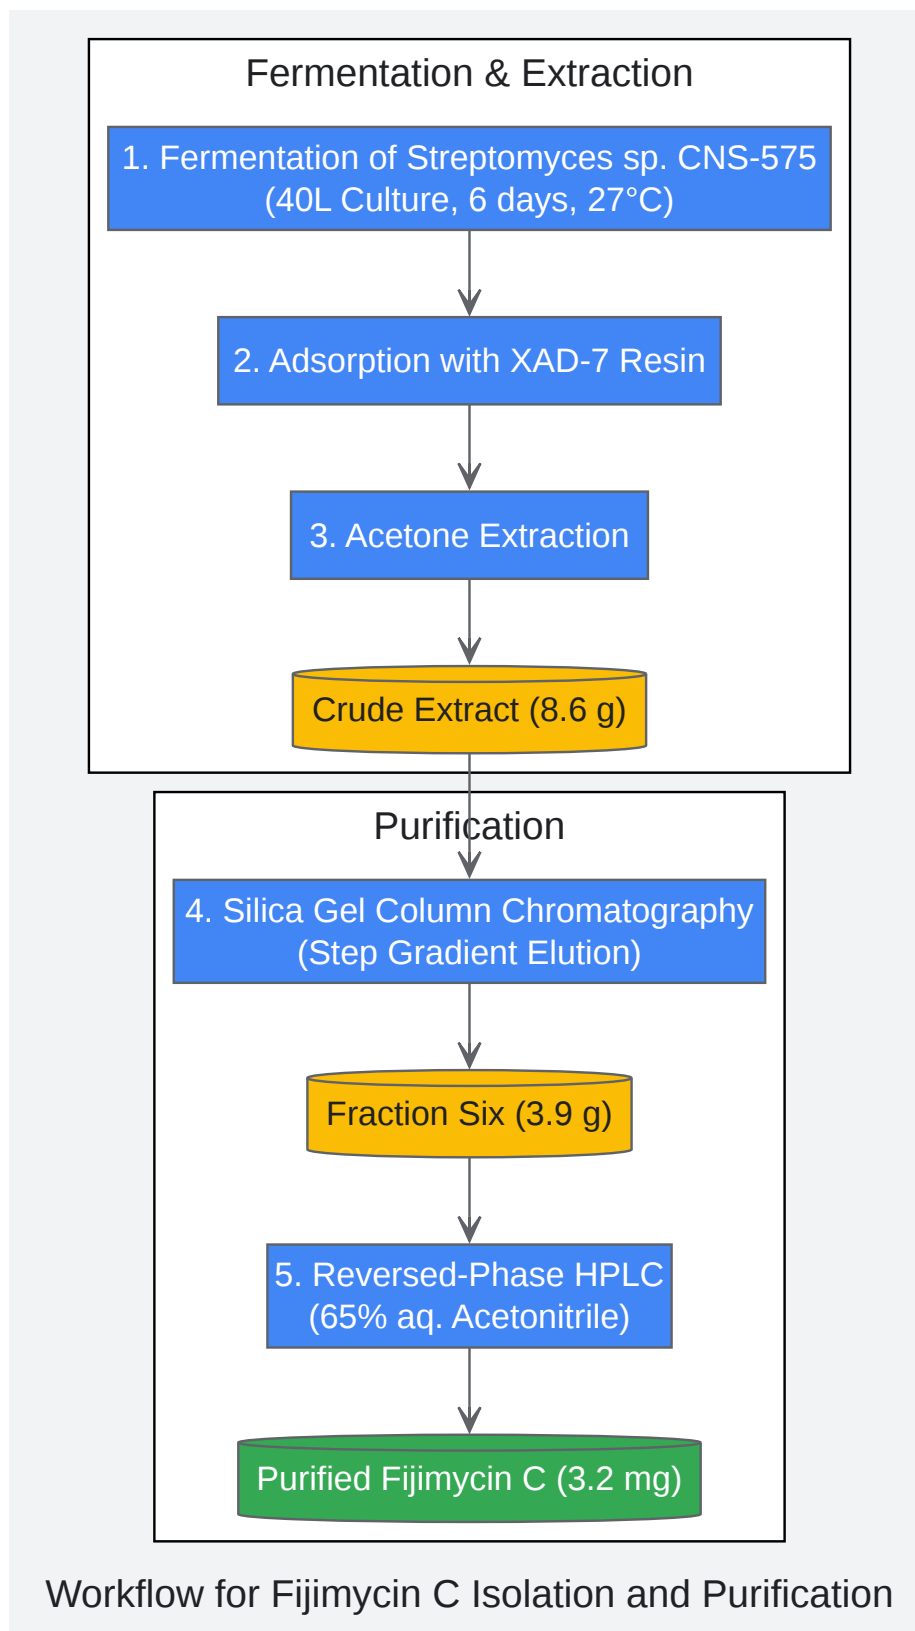 Fermentation & Extraction
1. Fermentation of Streptomyces sp. CNS-575
(40L Culture, 6 days, 27°C)
2. Adsorption with XAD-7 Resin
3. Acetone Extraction
Crude Extract (8.6 g)
Purification
4. Silica Gel Column Chromatography
(Step Gradient Elution)
Fraction Six (3.9 g)
5. Reversed-Phase HPLC
(65% aq. Acetonitrile)
Purified Fijimycin C (3.2 mg)
Workflow for Fijimycin C Isolation and Purification